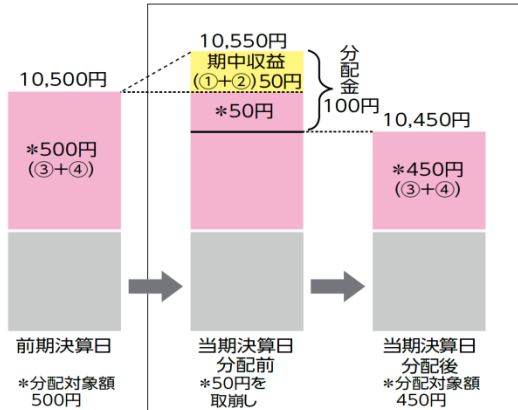 10,500円
*500円
(③+④)
前期決算日
*分配対象額
500円
10,550円
期中収益
(①+②)50円
*50円
分配金
100円
当期決算日
分配前
*50円を
取崩し
10,450円
*450円
(③+④)
当期決算日
分配後
*分配対象額
450円